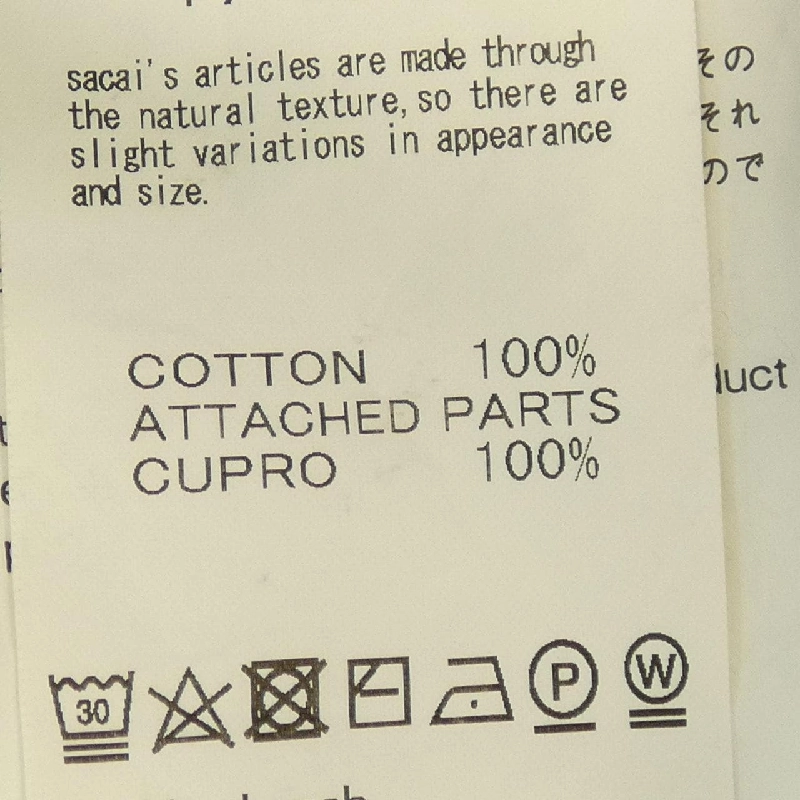 sacai's articles are made through
the natural texture, so there are
slight variations in appearance
and size.
その
それ
ので
COTTON 100%
duct
ATTACHED PARTS
CUPRO 100%
30
P
W